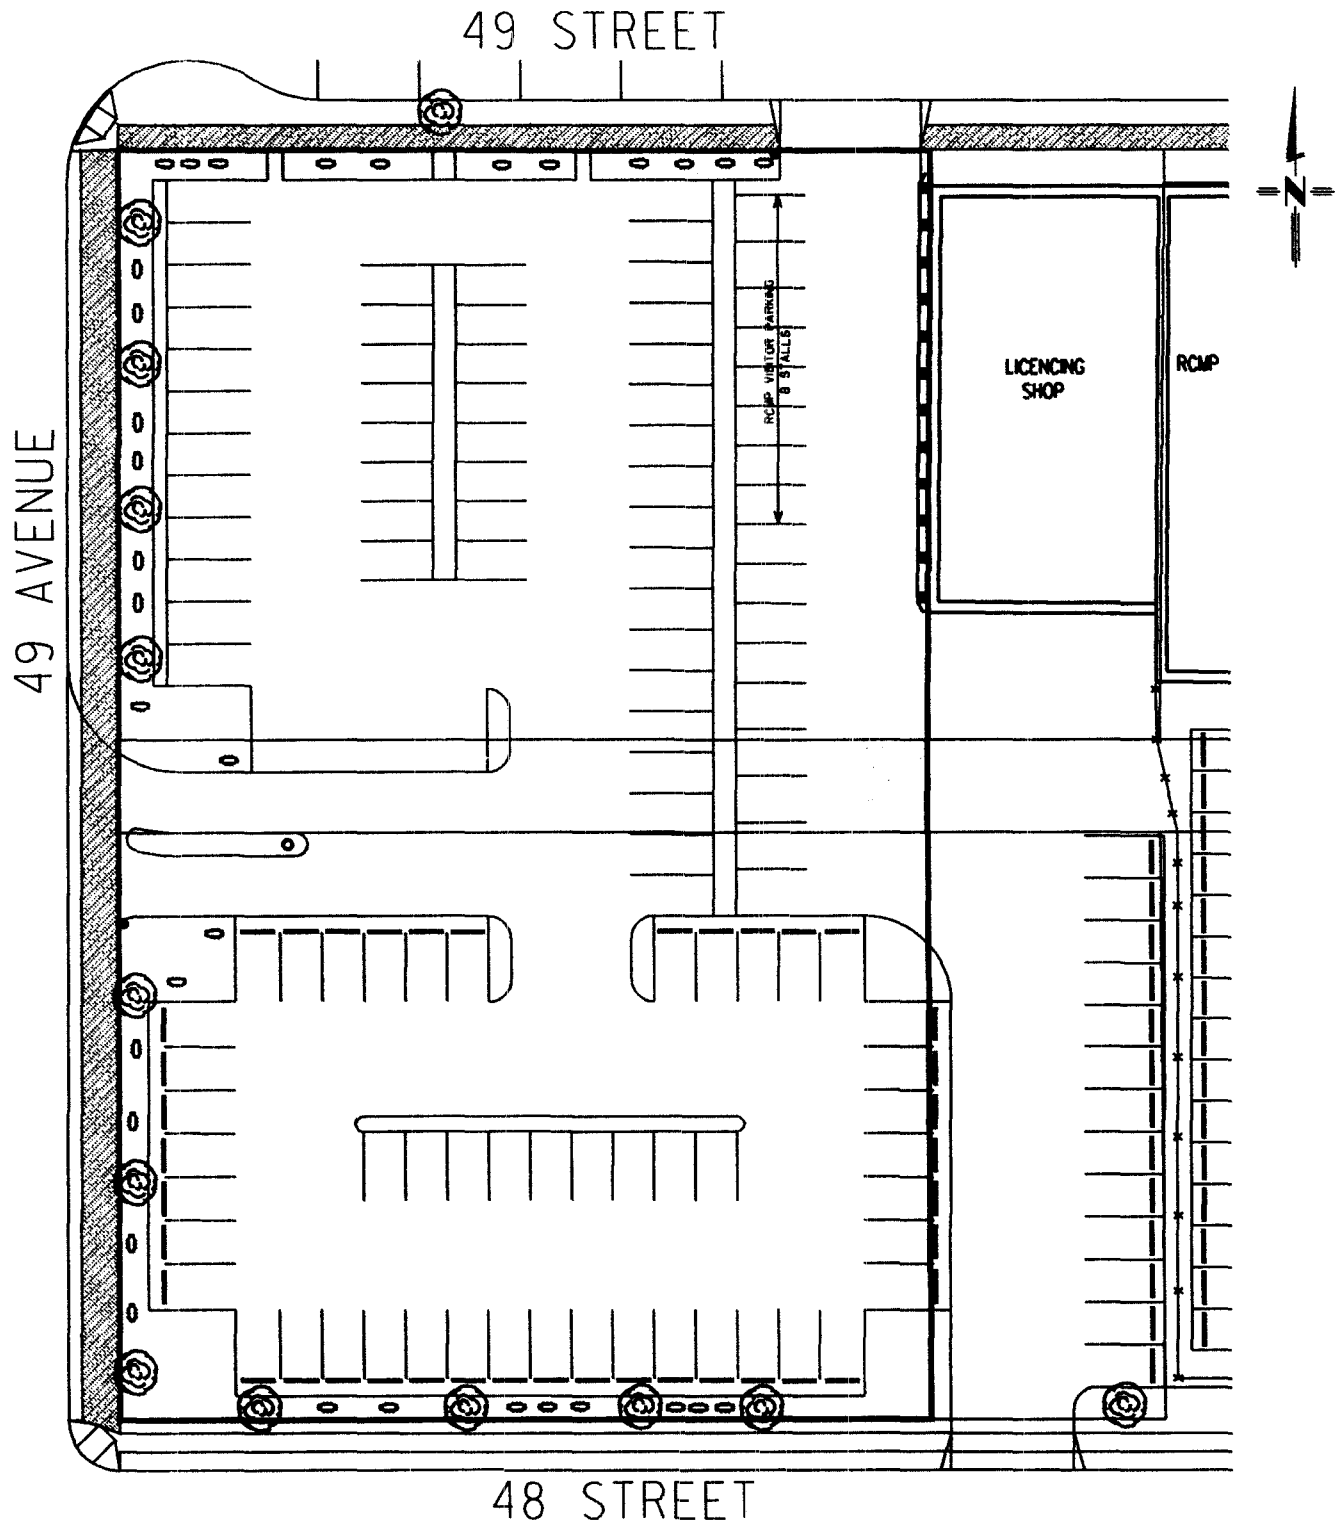 49 STREET
N
RCMP VISITOR PARKING
8 STALLS
LICENCING
SHOP
RCMP
49 AVENUE
48 STREET